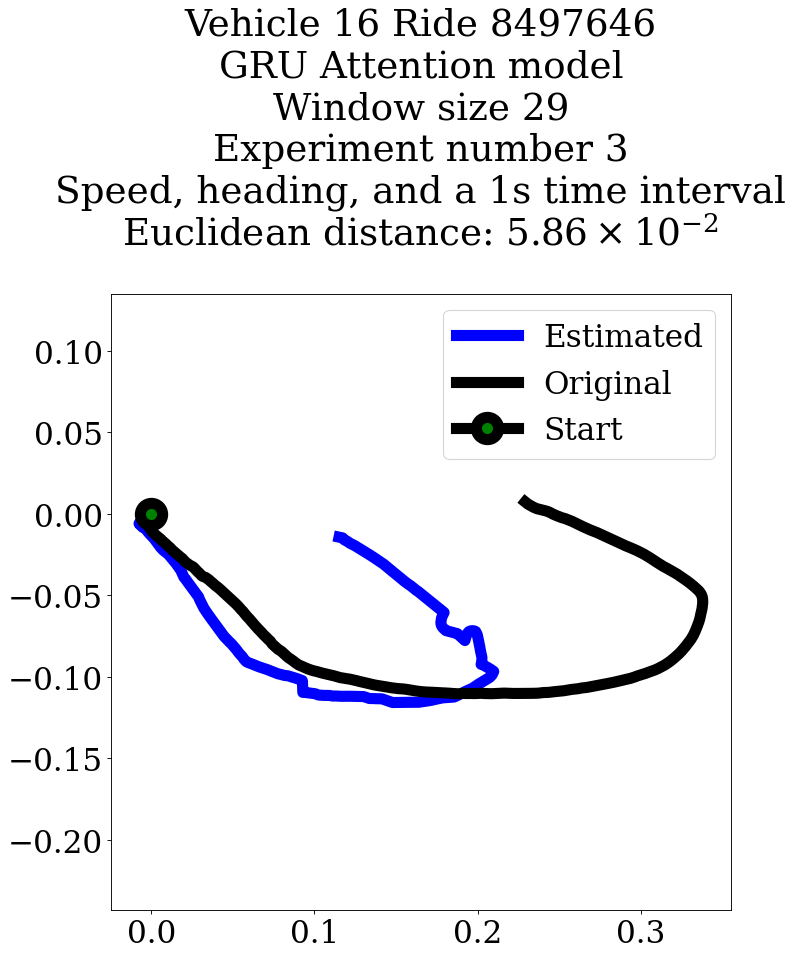 Vehicle 16 Ride 8497646
GRU Attention model
Window size 29
Experiment number 3
Speed, heading, and a 1s time interval
Euclidean distance: 5.86 × 10⁻²
Estimated
Original
Start
0.10
0.05
0.00
−0.05
−0.10
−0.15
−0.20
0.0 0.1 0.2 0.3